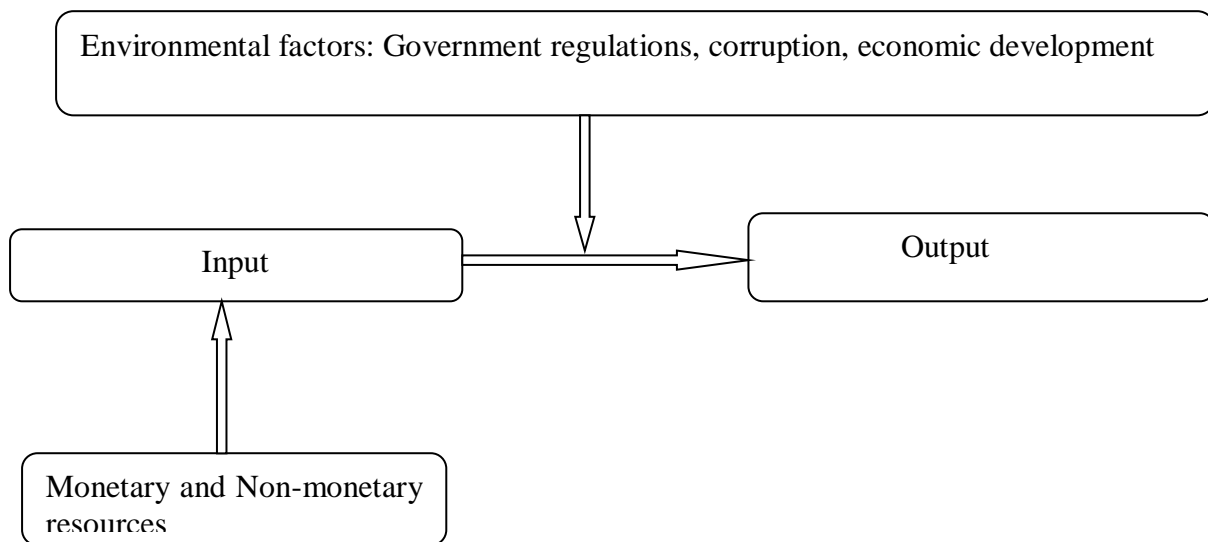 Environmental factors: Government regulations, corruption, economic development
Input
Output
Monetary and Non-monetary
resources